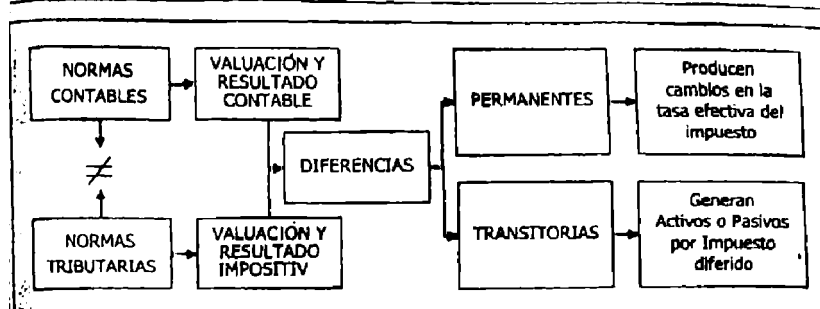 NORMAS
CONTABLES
VALUACIÓN Y
RESULTADO
CONTABLE
≠
NORMAS
TRIBUTARIAS
VALUACIÓN Y
RESULTADO
IMPOSITIV
DIFERENCIAS
PERMANENTES
Producen
cambios en la
tasa efectiva del
impuesto
TRANSITORIAS
Generan
Activos o Pasivos
por Impuesto
diferido